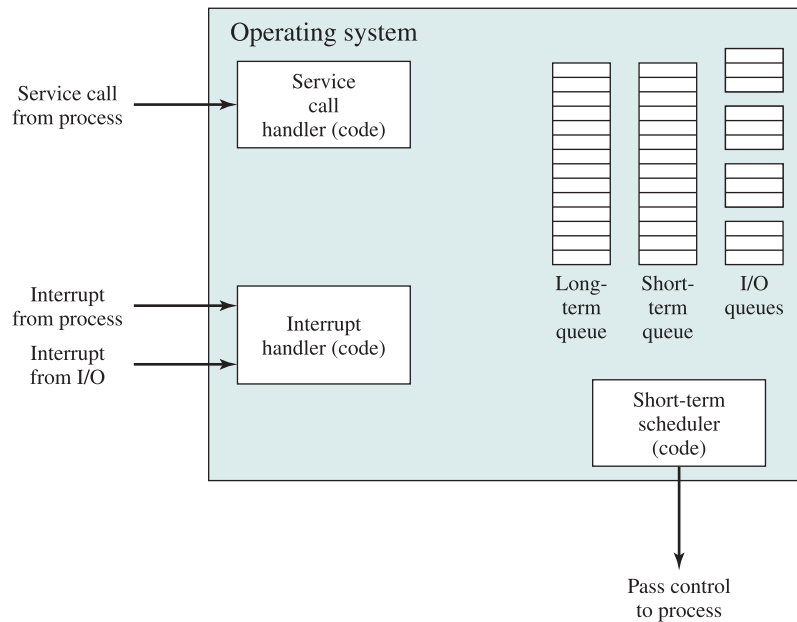 Operating system
Service call
from process
Service
call
handler (code)
Interrupt
from process
Interrupt
from I/O
Interrupt
handler (code)
Long-
term
queue
Short-
term
queue
I/O
queues
Short-term
scheduler
(code)
Pass control
to process